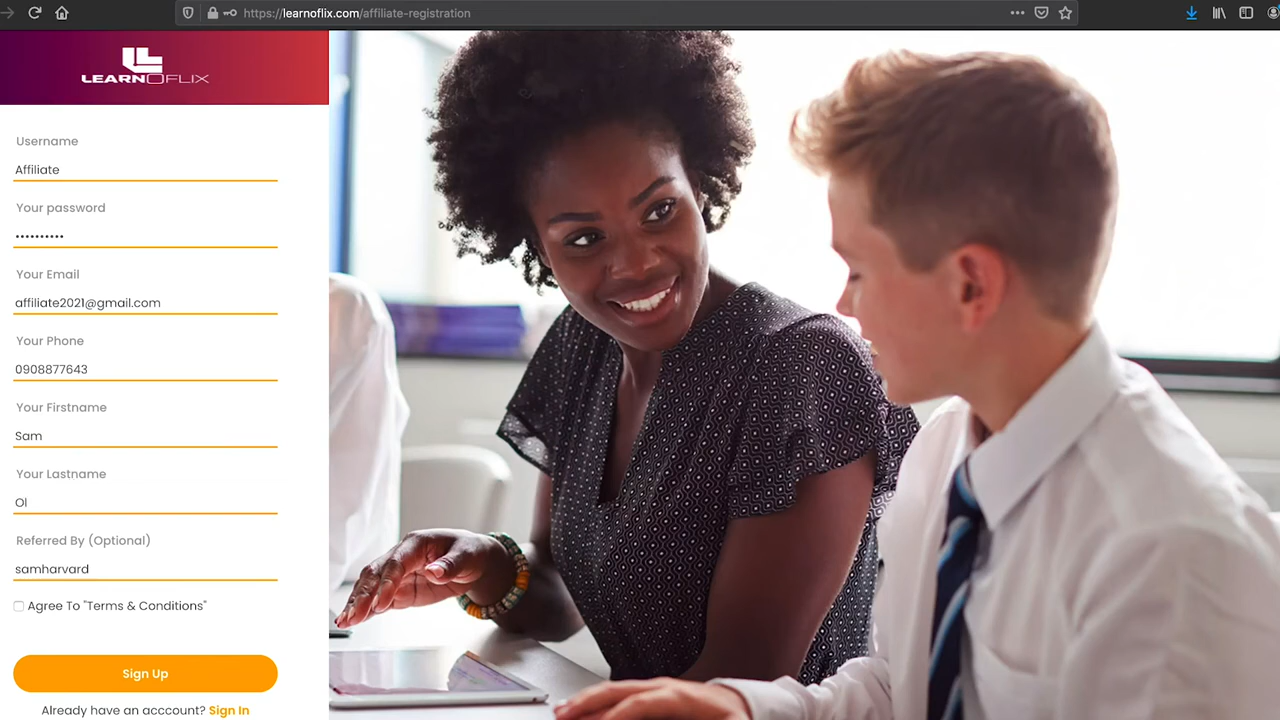 https://learnoflix.com/affiliate-registration
LEARNOFLIX
Username
Affiliate
Your password
••••••••••
Your Email
affiliate2021@gmail.com
Your Phone
0908877643
Your Firstname
Sam
Your Lastname
Ol
Referred By (Optional)
samharvard
Agree To "Terms & Conditions"
Sign Up
Already have an acccount? Sign In